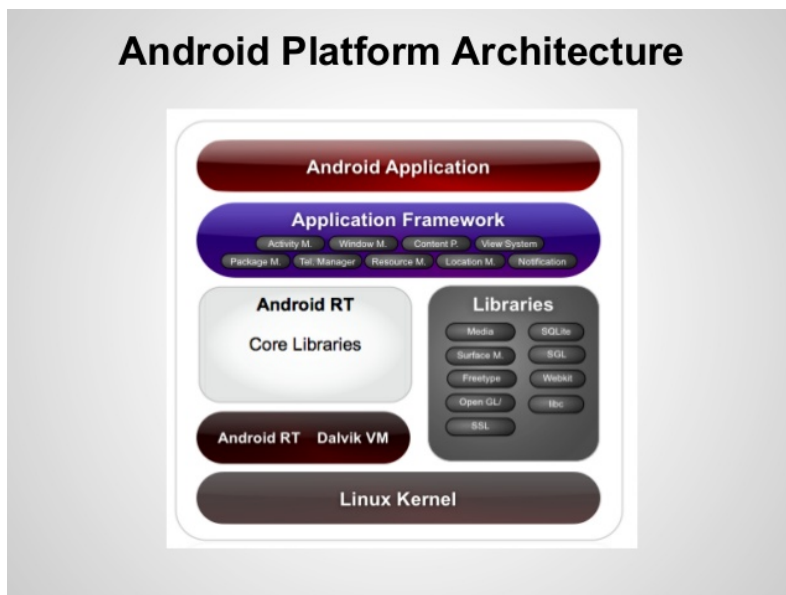 Android Platform Architecture
Android Application
Application Framework
Activity M. Window M. Content P. View System
Package M. Tel. Manager Resource M. Location M. Notification
Android RT
Core Libraries
Libraries
Media SQLite
Surface M. SGL
Freetype Webkit
Open GL/ libc
SSL
Android RT Dalvik VM
Linux Kernel